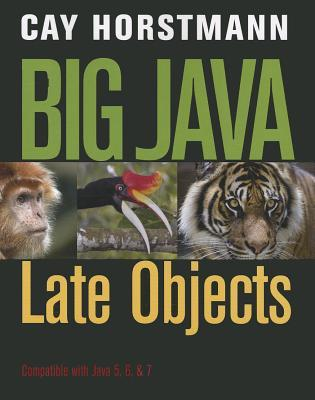 CAY HORSTMANN
BIG JAVA
Late Objects
Compatible with Java 5, 6, & 7